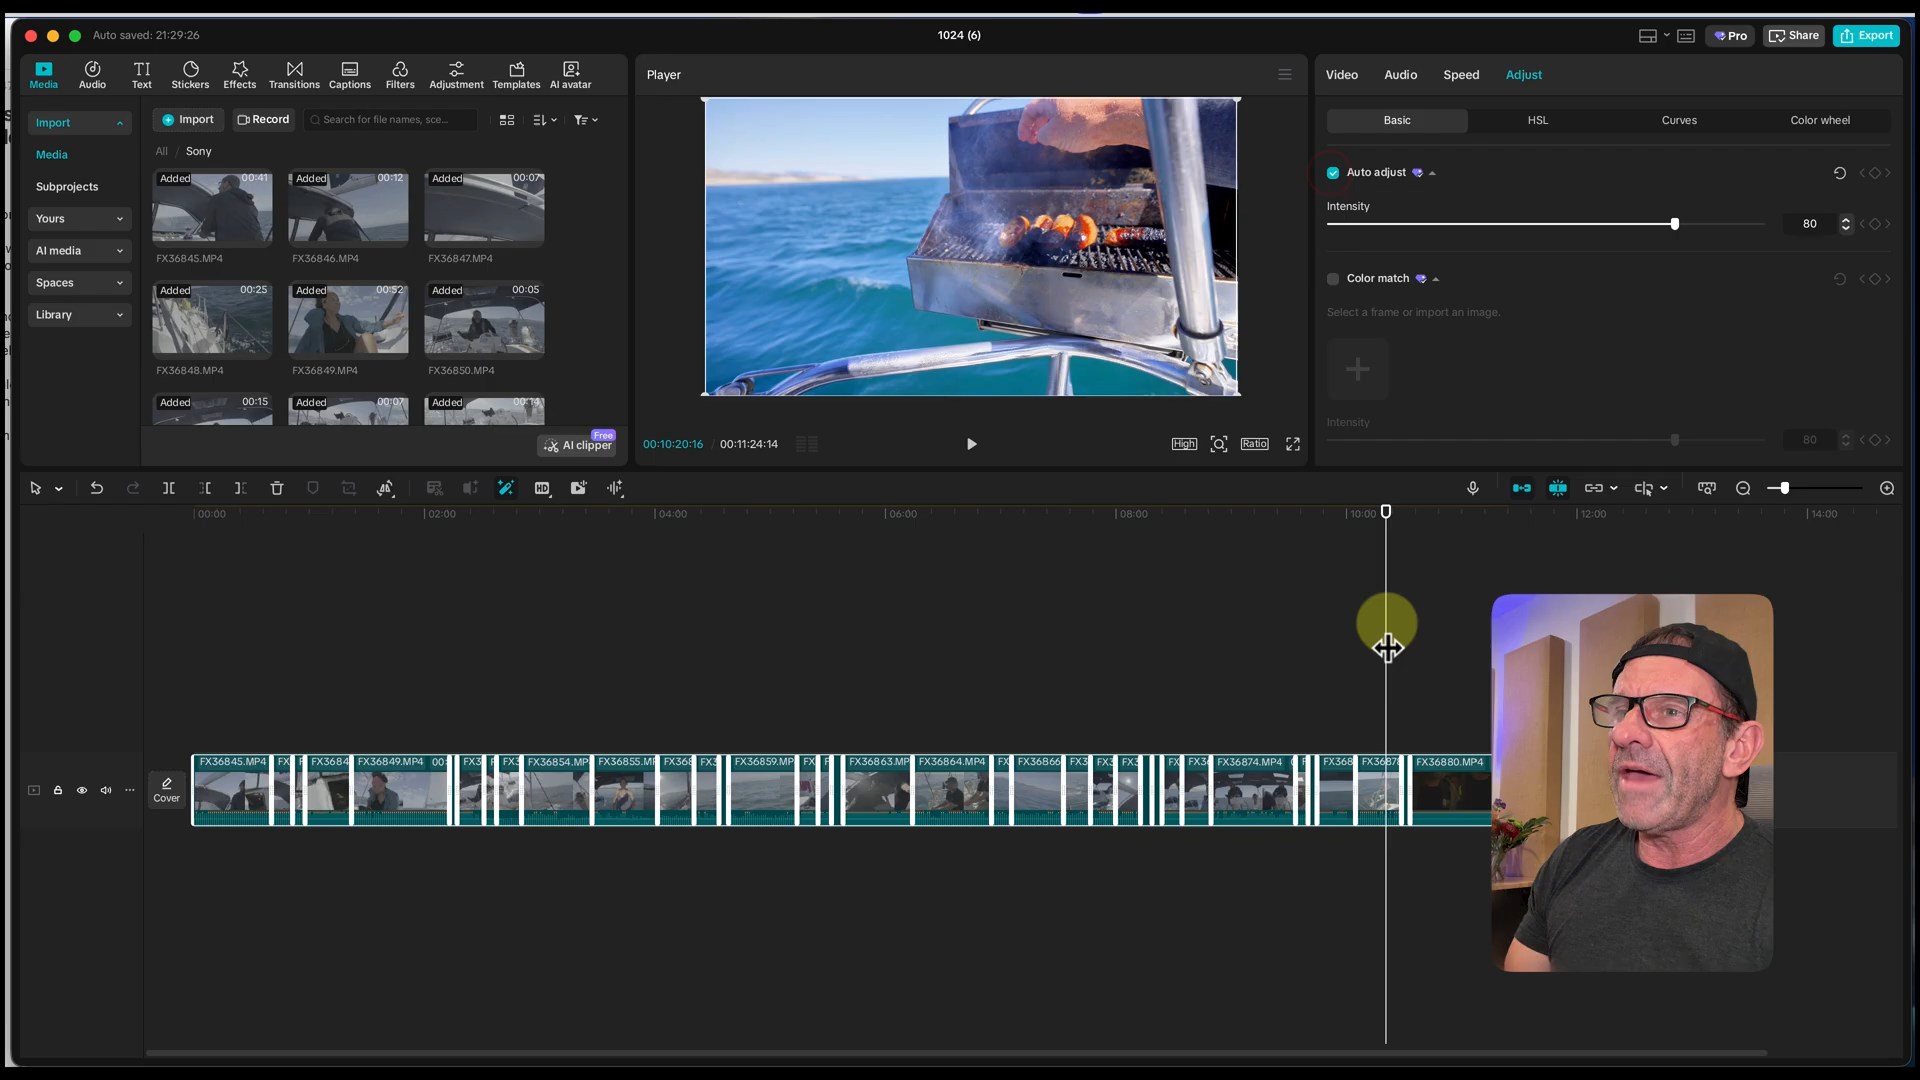 Auto saved: 21:29:26
1024 (6)
Pro
Share
Export
Media
Audio
Text
Stickers
Effects
Transitions
Captions
Filters
Adjustment
Templates
AI avatar
Import
Media
Subprojects
Yours
AI media
Spaces
Library
Import
Record
Search for file names, sce...
All / Sony
Added 00:41
Added 00:12
Added 00:07
FX36845.MP4
FX36846.MP4
FX36847.MP4
Added 00:25
Added 00:52
Added 00:05
FX36848.MP4
FX36849.MP4
FX36850.MP4
Added 00:15
Added 00:07
Added 00:14
Free
AI clipper
Player
00:10:20:16 / 00:11:24:14
High
Ratio
Video
Audio
Speed
Adjust
Basic
HSL
Curves
Color wheel
Auto adjust
Intensity
80
Color match
Select a frame or import an image.
Intensity
80
00:00
02:00
04:00
06:00
08:00
10:00
12:00
14:00
Cover
FX36845.MP4
FX
F
FX3684
FX36849.MP4 00:
FX3
F
FX3
FX36854.MP
FX36855.M
FX36
FX3
FX36859.MP
FX
F
FX36863.MP
FX36864.MP4
FX
FX36866
FX3
FX3
FX3
FX
FX36
FX36874.MP4
F
FX368
FX3687
FX36880.MP4